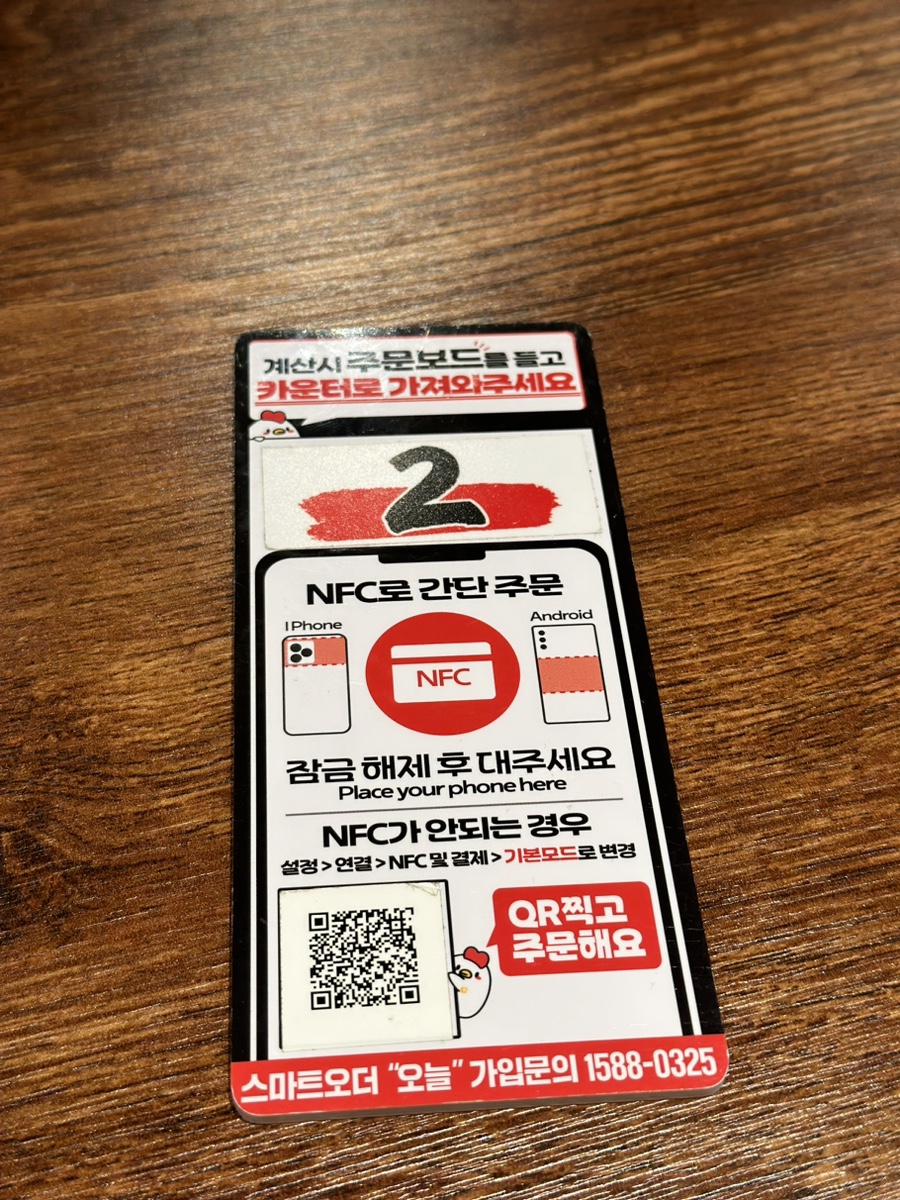 계산시 주문보드를 들고
카운터로 가져와주세요
2
NFC로 간단 주문
IPhone
Android
NFC
잠금 해제 후 대주세요
Place your phone here
NFC가 안되는 경우
설정 > 연결 > NFC 및 결제 > 기본모드로 변경
QR찍고
주문해요
스마트오더 “오늘” 가입문의 1588-0325